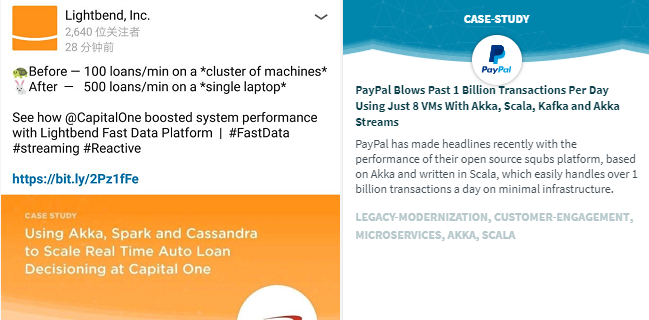 Lightbend, Inc.
2,640 位关注者
28 分钟前
🐢Before — 100 loans/min on a *cluster of machines*
🐰After — 500 loans/min on a *single laptop*
See how @CapitalOne boosted system performance
with Lightbend Fast Data Platform | #FastData
#streaming #Reactive
https://bit.ly/2Pz1fFe
CASE STUDY
Using Akka, Spark and Cassandra
to Scale Real Time Auto Loan
Decisioning at Capital One
CASE-STUDY
PayPal
PayPal Blows Past 1 Billion Transactions Per Day
Using Just 8 VMs With Akka, Scala, Kafka and Akka
Streams
PayPal has made headlines recently with the
performance of their open source squbs platform, based
on Akka and written in Scala, which easily handles over 1
billion transactions a day on minimal infrastructure.
LEGACY-MODERNIZATION, CUSTOMER-ENGAGEMENT,
MICROSERVICES, AKKA, SCALA